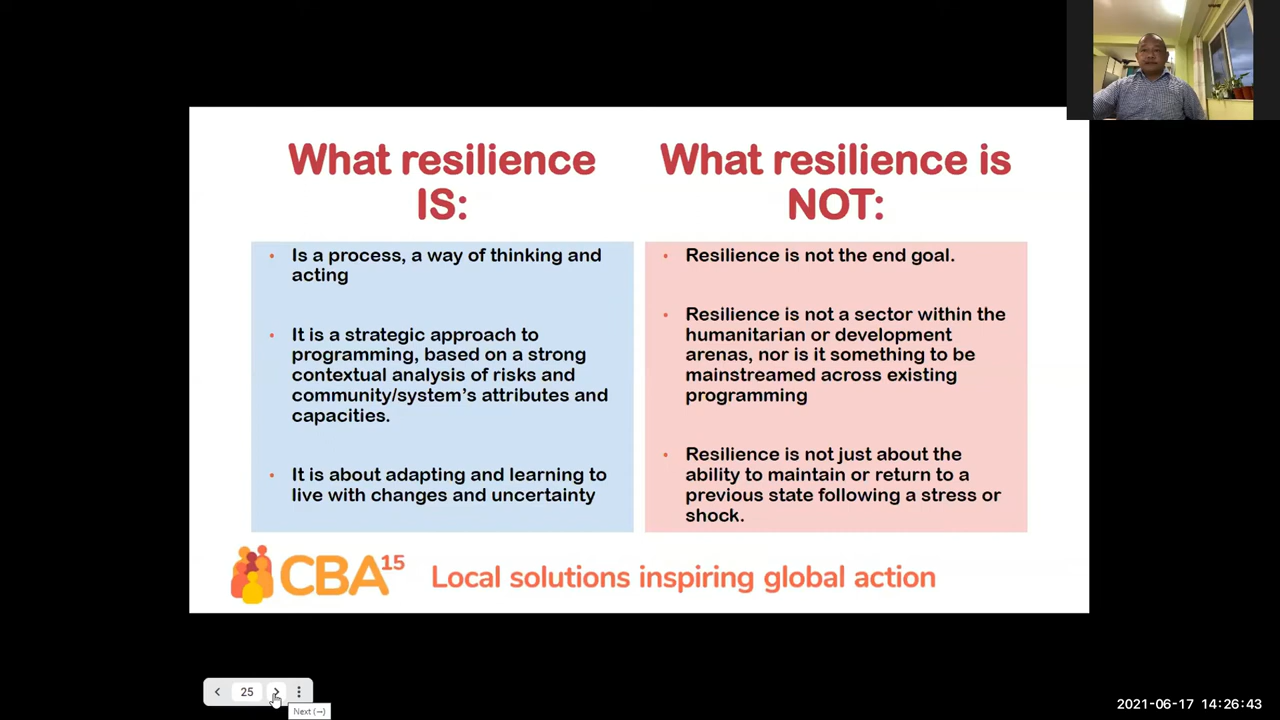 What resilience
IS:
What resilience is
NOT:
• Is a process, a way of thinking and
acting
• It is a strategic approach to
programming, based on a strong
contextual analysis of risks and
community/system's attributes and
capacities.
• It is about adapting and learning to
live with changes and uncertainty
• Resilience is not the end goal.
• Resilience is not a sector within the
humanitarian or development
arenas, nor is it something to be
mainstreamed across existing
programming
• Resilience is not just about the
ability to maintain or return to a
previous state following a stress or
shock.
CBA15
Local solutions inspiring global action
25
Next (→)
2021-06-17 14:26:43